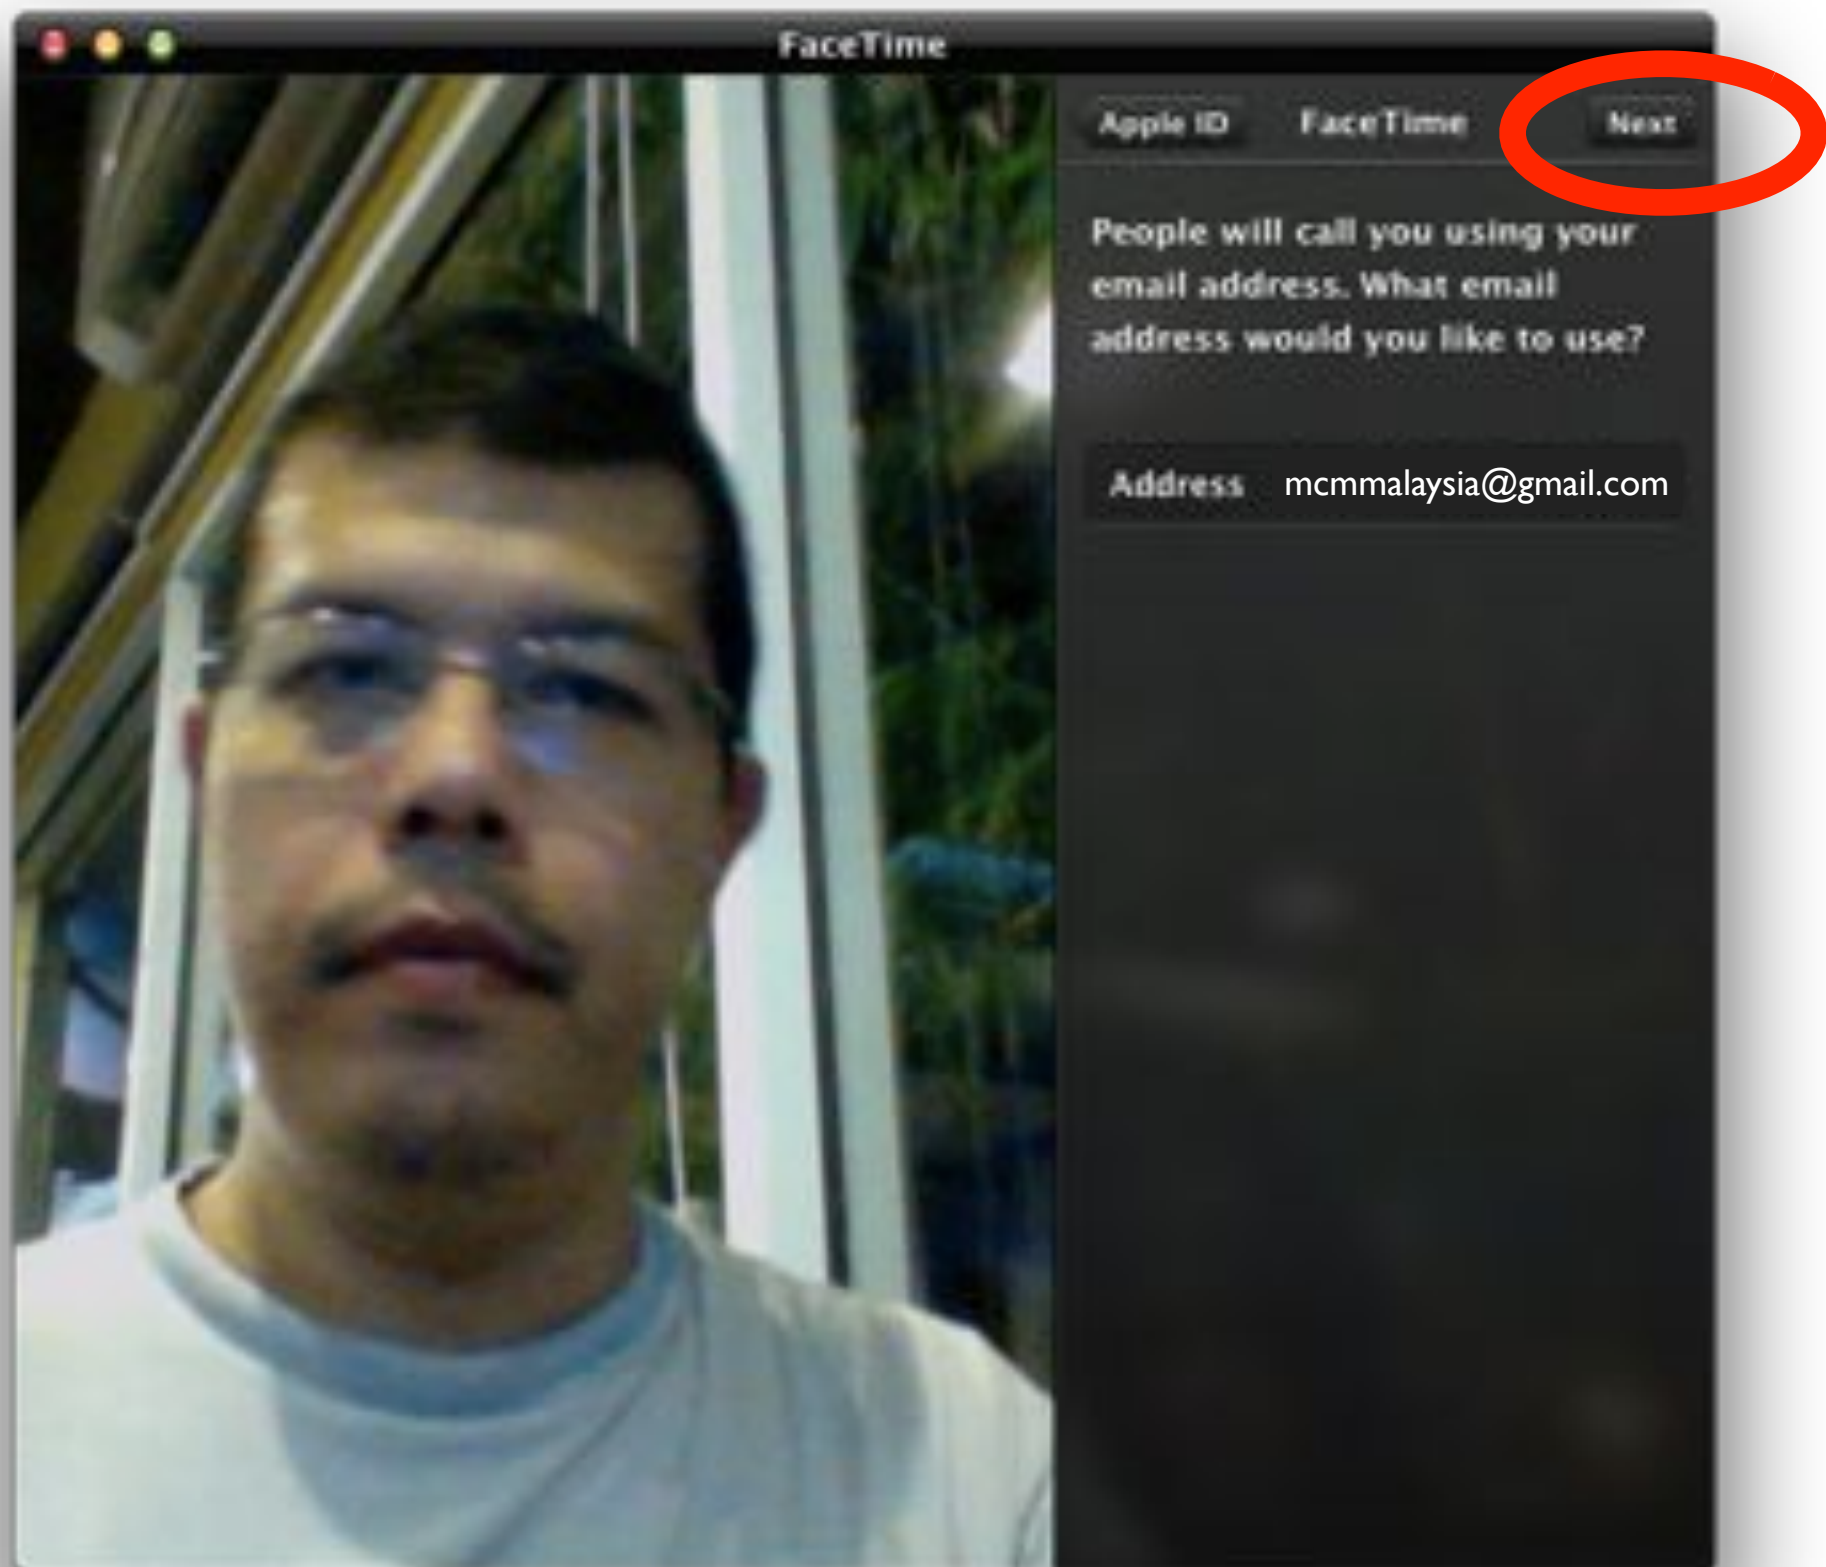 FaceTime
Apple ID FaceTime Next
People will call you using your
email address. What email
address would you like to use?
Address mcmmalaysia@gmail.com